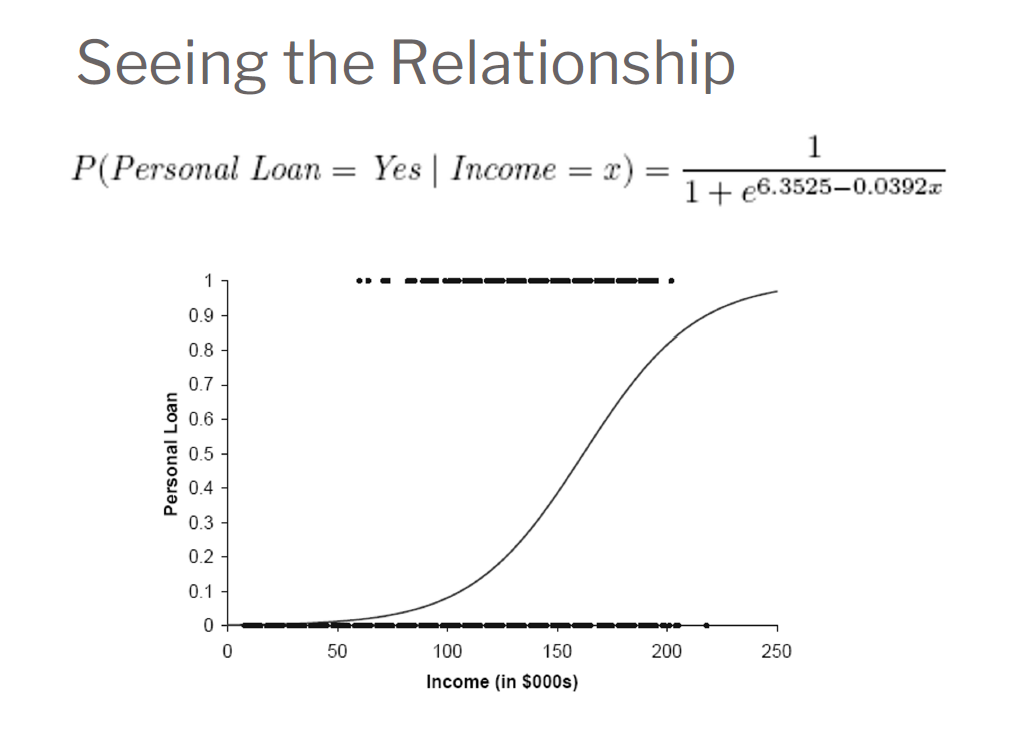 Seeing the Relationship
P(Personal Loan = Yes | Income = x) = 1 / (1 + e^{6.3525−0.0392x})
1
0.9
0.8
0.7
0.6
0.5
0.4
0.3
0.2
0.1
0
Personal Loan
0 50 100 150 200 250
Income (in $000s)